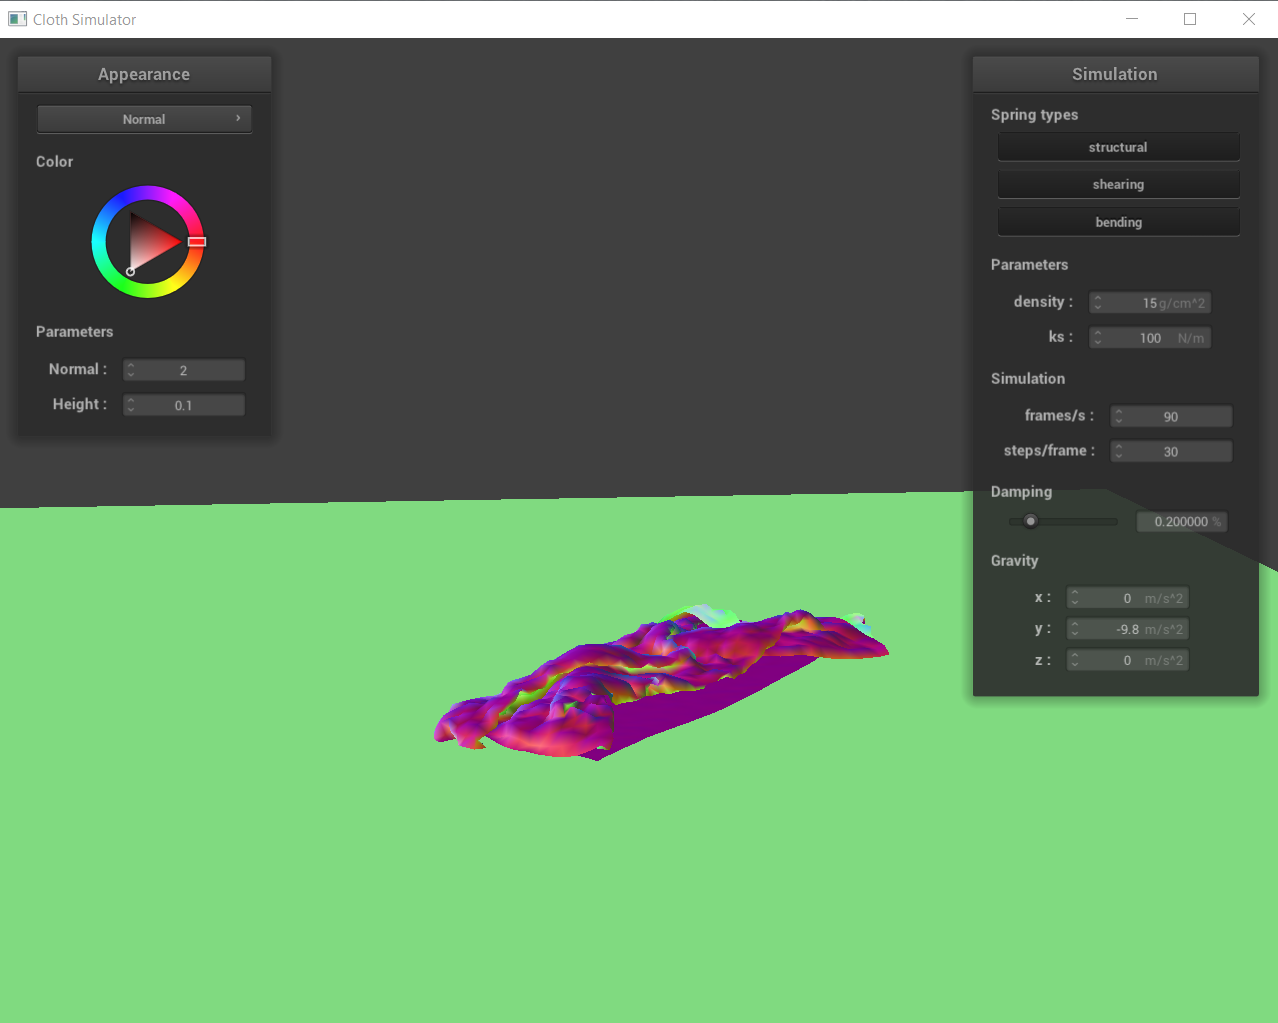 Cloth Simulator
Appearance
Normal
Color
Parameters
Normal : 2
Height : 0.1
Simulation
Spring types
structural
shearing
bending
Parameters
density : 15 g/cm^2
ks : 100 N/m
Simulation
frames/s : 90
steps/frame : 30
Damping
0.200000 %
Gravity
x : 0 m/s^2
y : -9.8 m/s^2
z : 0 m/s^2